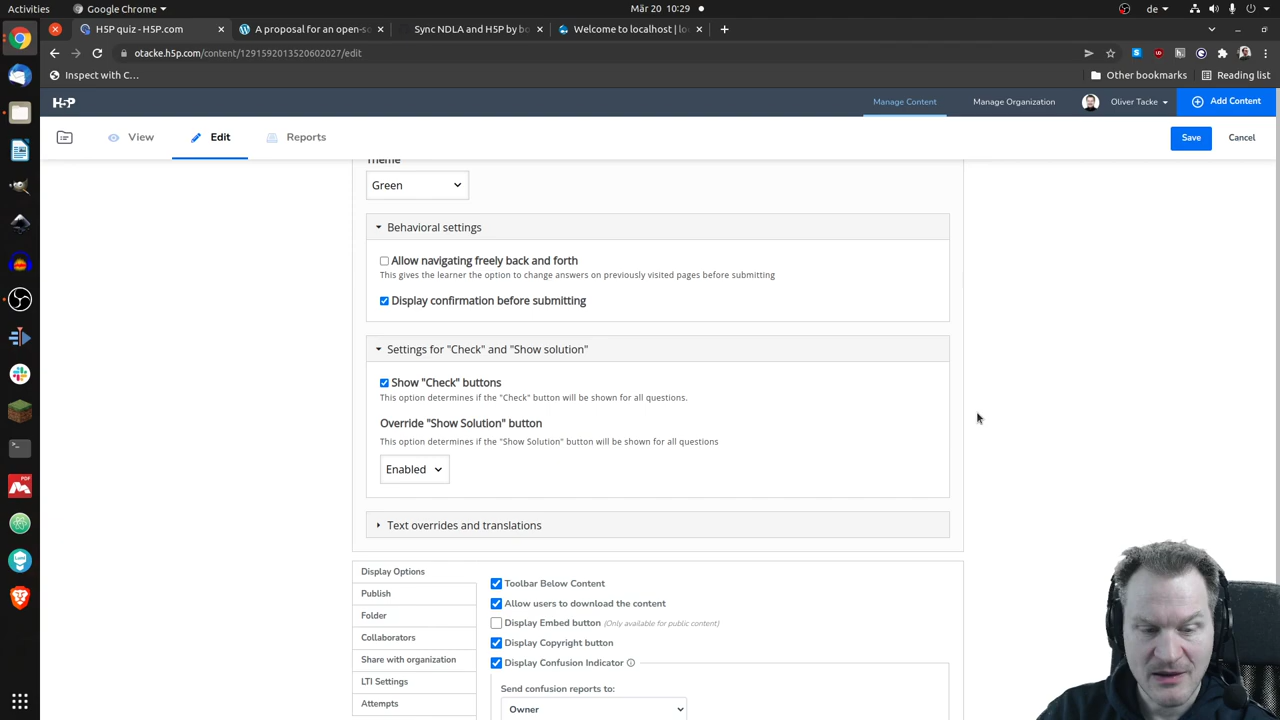 Activities
Google Chrome
Mär 20 10:29
de
H5P quiz - H5P.com
A proposal for an open-s
Sync NDLA and H5P by bo
Welcome to localhost | loc
otacke.h5p.com/content/1291592013520602027/edit
Inspect with C…
Other bookmarks
Reading list
H5P
Manage Content
Manage Organization
Oliver Tacke
Add Content
View
Edit
Reports
Save
Cancel
Theme
Green
Behavioral settings
Allow navigating freely back and forth
This gives the learner the option to change answers on previously visited pages before submitting
Display confirmation before submitting
Settings for "Check" and "Show solution"
Show "Check" buttons
This option determines if the "Check" button will be shown for all questions.
Override "Show Solution" button
This option determines if the "Show Solution" button will be shown for all questions
Enabled
Text overrides and translations
Display Options
Publish
Folder
Collaborators
Share with organization
LTI Settings
Attempts
Toolbar Below Content
Allow users to download the content
Display Embed button (Only available for public content)
Display Copyright button
Display Confusion Indicator
Send confusion reports to:
Owner